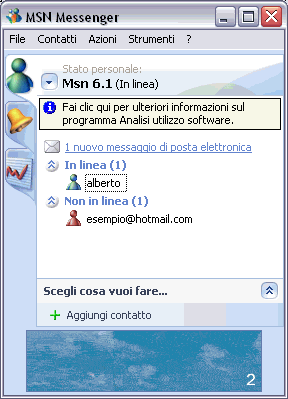 MSN Messenger
File Contatti Azioni Strumenti ?
Stato personale:
Msn 6.1 (In linea)
Fai clic qui per ulteriori informazioni sul
programma Analisi utilizzo software.
1 nuovo messaggio di posta elettronica
In linea (1)
alberto
Non in linea (1)
esempio@hotmail.com
Scegli cosa vuoi fare...
Aggiungi contatto
2